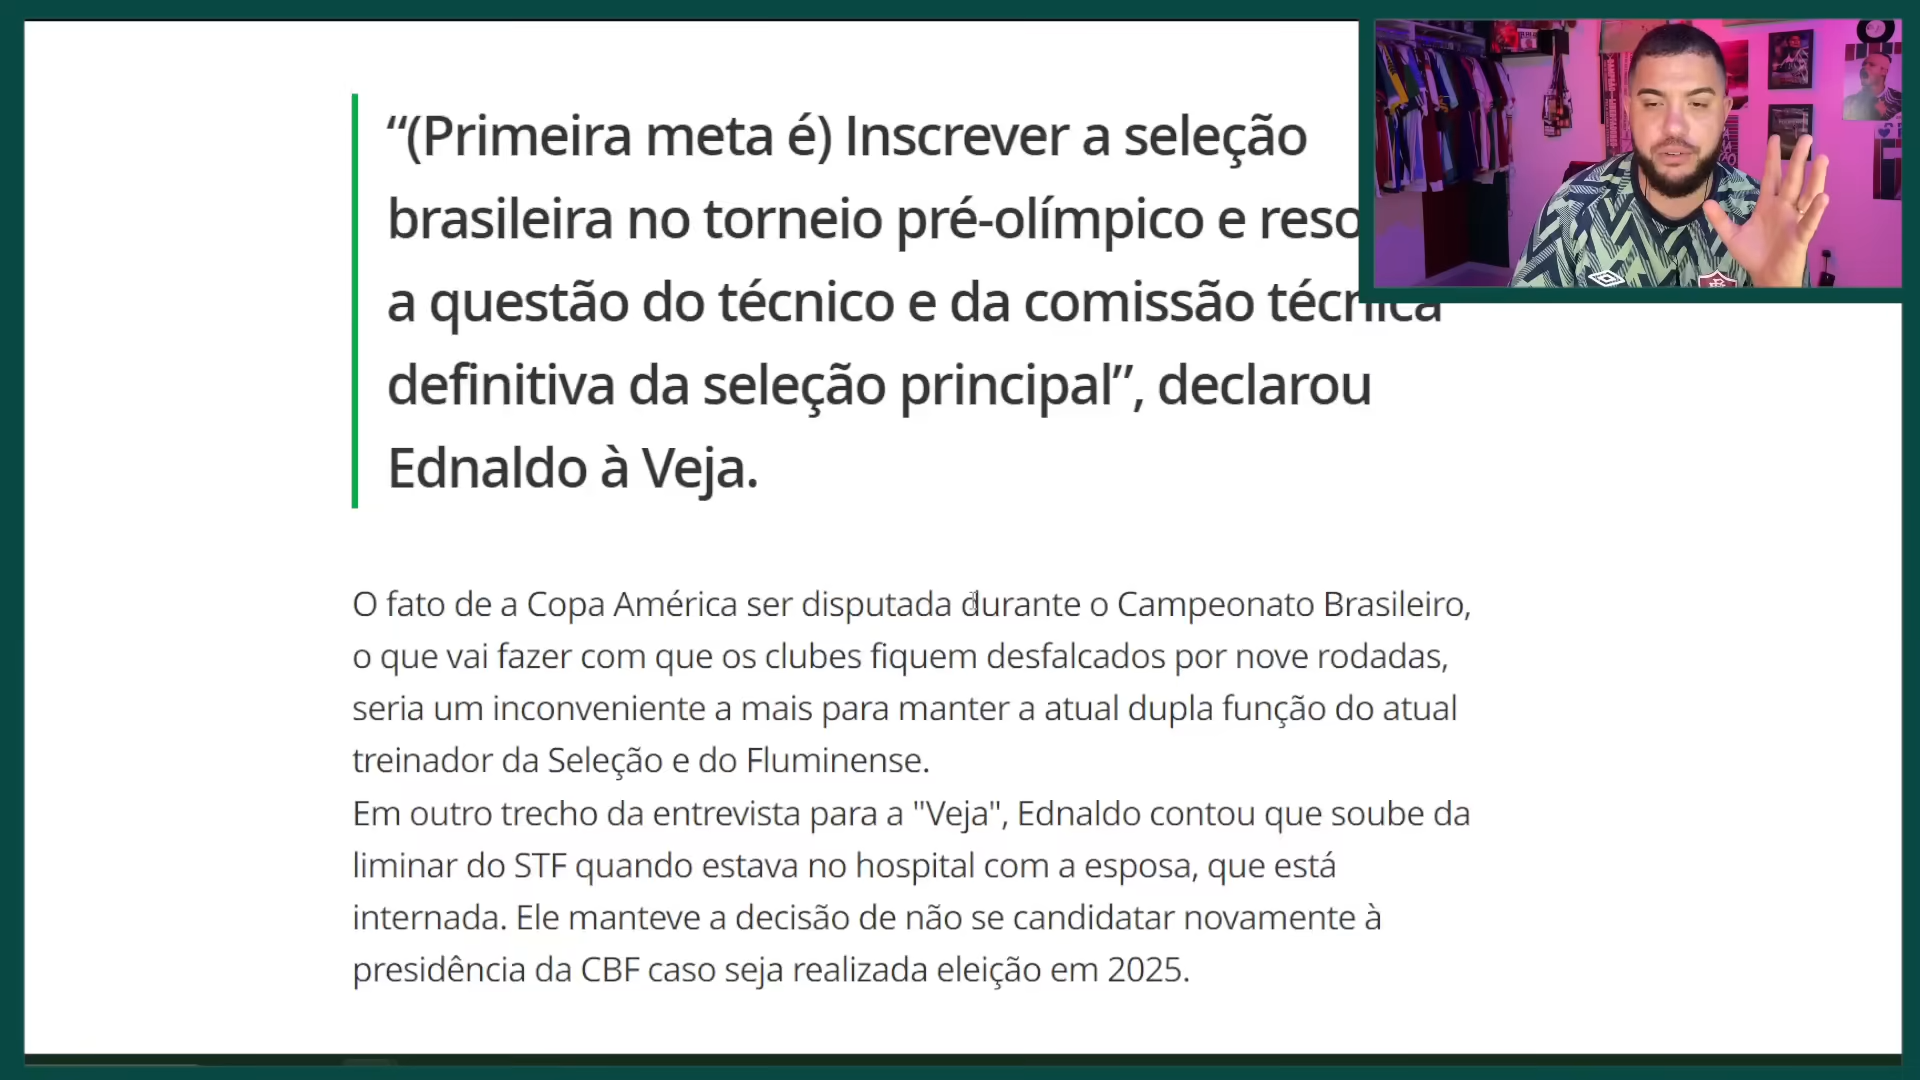 “(Primeira meta é) Inscrever a seleção
brasileira no torneio pré-olímpico e reso
a questão do técnico e da comissão técnica
definitiva da seleção principal”, declarou
Ednaldo à Veja.
O fato de a Copa América ser disputada durante o Campeonato Brasileiro,
o que vai fazer com que os clubes fiquem desfalcados por nove rodadas,
seria um inconveniente a mais para manter a atual dupla função do atual
treinador da Seleção e do Fluminense.
Em outro trecho da entrevista para a "Veja", Ednaldo contou que soube da
liminar do STF quando estava no hospital com a esposa, que está
internada. Ele manteve a decisão de não se candidatar novamente à
presidência da CBF caso seja realizada eleição em 2025.